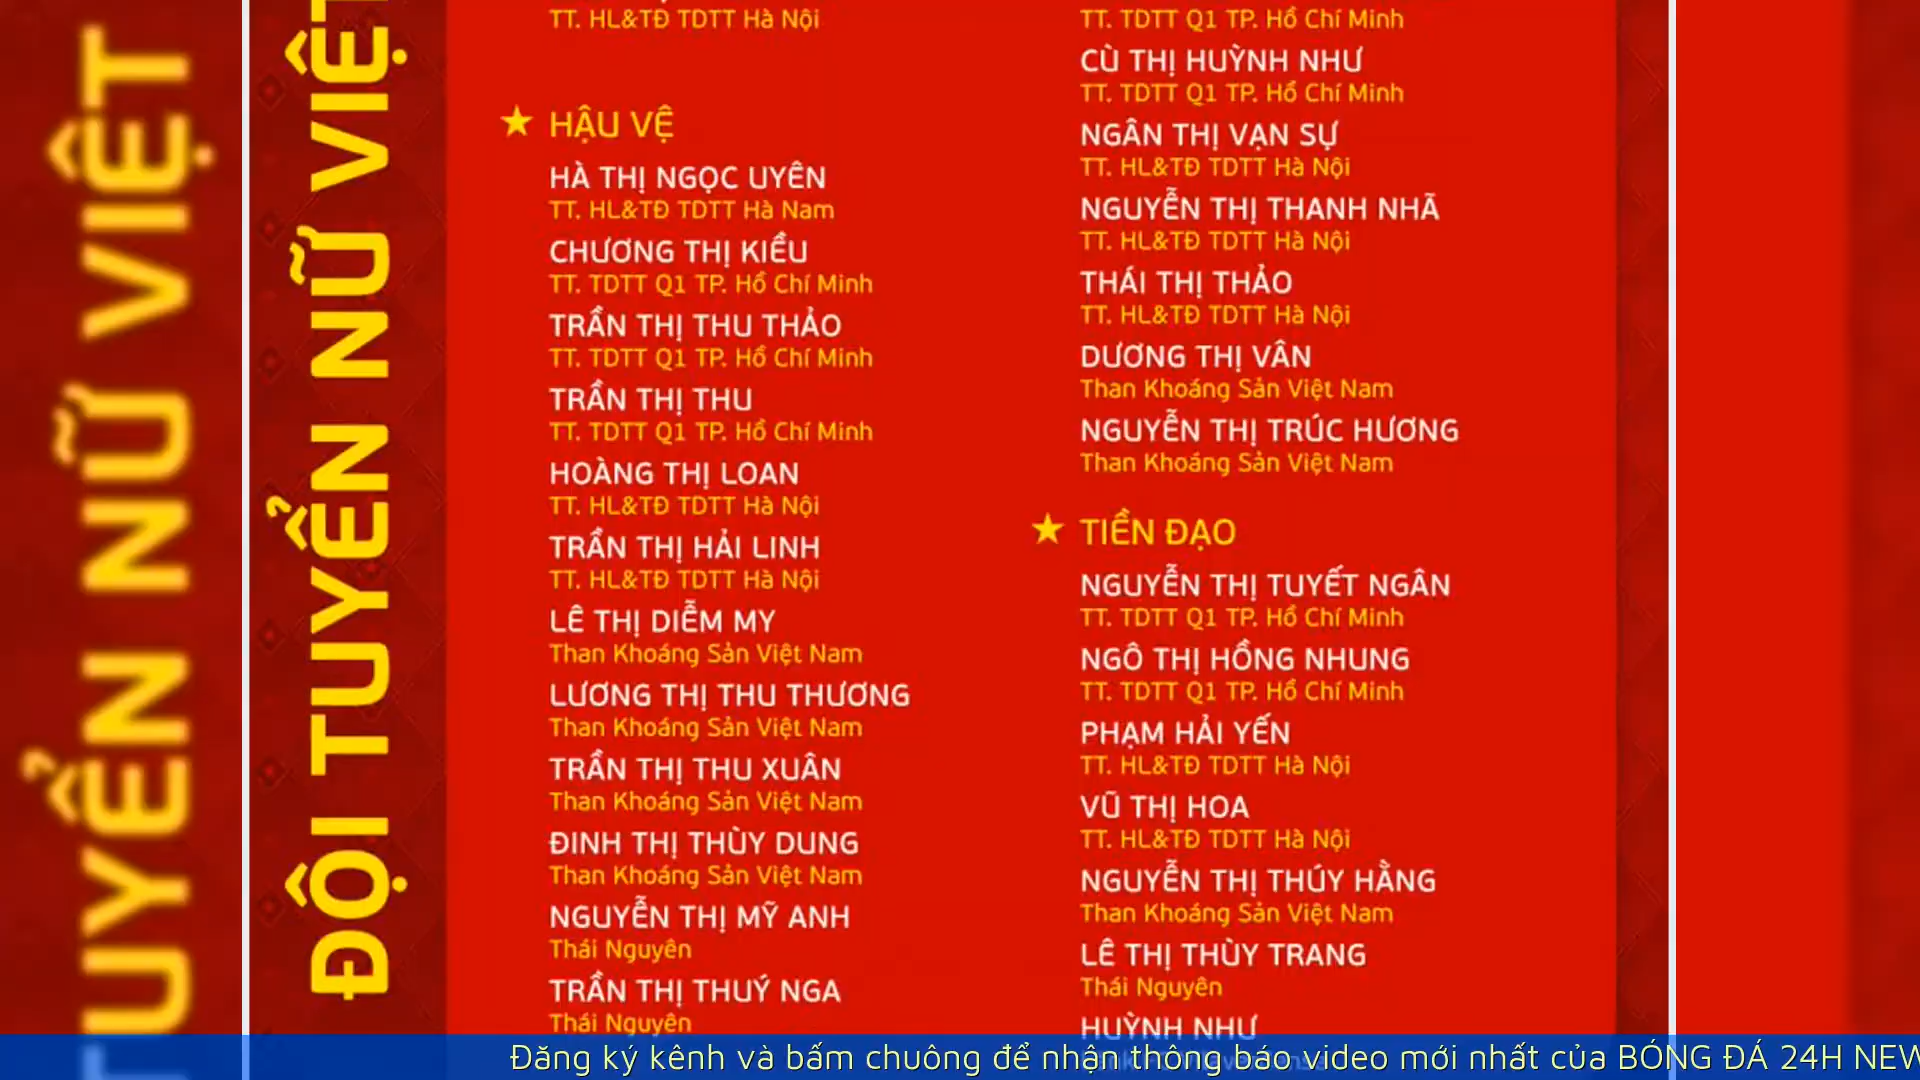 TUYỂN NỮ VIỆT
ĐỘI TUYỂN NỮ VIỆT
TT. HL&TĐ TDTT Hà Nội
★ HẬU VỆ
HÀ THỊ NGỌC UYÊN
TT. HL&TĐ TDTT Hà Nam
CHƯƠNG THỊ KIỀU
TT. TDTT Q1 TP. Hồ Chí Minh
TRẦN THỊ THU THẢO
TT. TDTT Q1 TP. Hồ Chí Minh
TRẦN THỊ THU
TT. TDTT Q1 TP. Hồ Chí Minh
HOÀNG THỊ LOAN
TT. HL&TĐ TDTT Hà Nội
TRẦN THỊ HẢI LINH
TT. HL&TĐ TDTT Hà Nội
LÊ THỊ DIỄM MY
Than Khoáng Sản Việt Nam
LƯƠNG THỊ THU THƯƠNG
Than Khoáng Sản Việt Nam
TRẦN THỊ THU XUÂN
Than Khoáng Sản Việt Nam
ĐINH THỊ THÙY DUNG
Than Khoáng Sản Việt Nam
NGUYỄN THỊ MỸ ANH
Thái Nguyên
TRẦN THỊ THUÝ NGA
Thái Nguyên
TT. TDTT Q1 TP. Hồ Chí Minh
CÙ THỊ HUỲNH NHƯ
TT. TDTT Q1 TP. Hồ Chí Minh
NGÂN THỊ VẠN SỰ
TT. HL&TĐ TDTT Hà Nội
NGUYỄN THỊ THANH NHÃ
TT. HL&TĐ TDTT Hà Nội
THÁI THỊ THẢO
TT. HL&TĐ TDTT Hà Nội
DƯƠNG THỊ VÂN
Than Khoáng Sản Việt Nam
NGUYỄN THỊ TRÚC HƯƠNG
Than Khoáng Sản Việt Nam
★ TIỀN ĐẠO
NGUYỄN THỊ TUYẾT NGÂN
TT. TDTT Q1 TP. Hồ Chí Minh
NGÔ THỊ HỒNG NHUNG
TT. TDTT Q1 TP. Hồ Chí Minh
PHẠM HẢI YẾN
TT. HL&TĐ TDTT Hà Nội
VŨ THỊ HOA
TT. HL&TĐ TDTT Hà Nội
NGUYỄN THỊ THÚY HẰNG
Than Khoáng Sản Việt Nam
LÊ THỊ THÙY TRANG
Thái Nguyên
HUỲNH NHƯ
Đăng ký kênh và bấm chuông để nhận thông báo video mới nhất của BÓNG ĐÁ 24H NEW